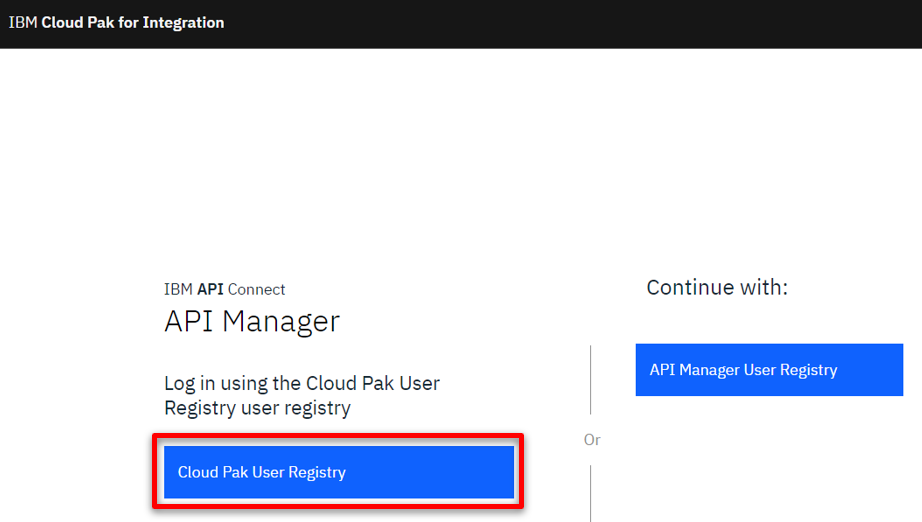 IBM Cloud Pak for Integration
IBM API Connect
API Manager
Log in using the Cloud Pak User
Registry user registry
Cloud Pak User Registry
Or
Continue with:
API Manager User Registry